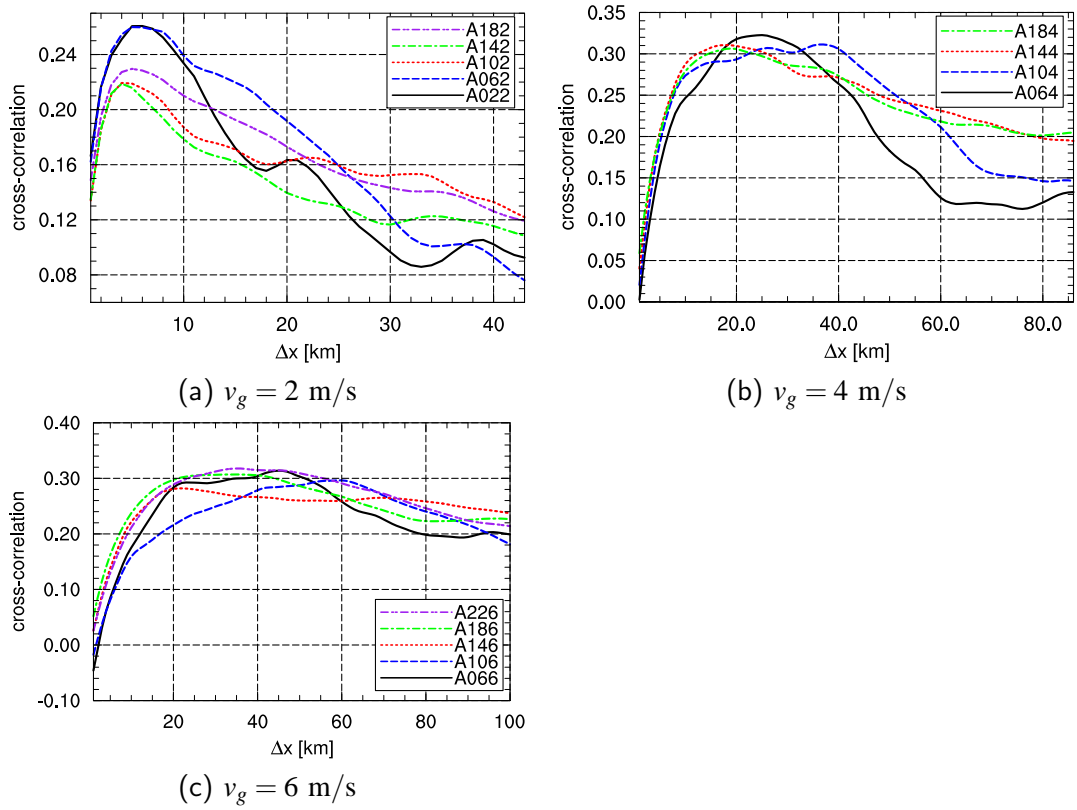 cross-correlation
0.24
0.20
0.16
0.12
0.08
A182
A142
A102
A062
A022
10
20
30
40
Δx [km]
(a) v_g = 2 m/s
cross-correlation
0.35
0.30
0.25
0.20
0.15
0.10
0.05
0.00
A184
A144
A104
A064
20.0
40.0
60.0
80.0
Δx [km]
(b) v_g = 4 m/s
cross-correlation
0.40
0.30
0.20
0.10
0.00
-0.10
A226
A186
A146
A106
A066
20
40
60
80
100
Δx [km]
(c) v_g = 6 m/s